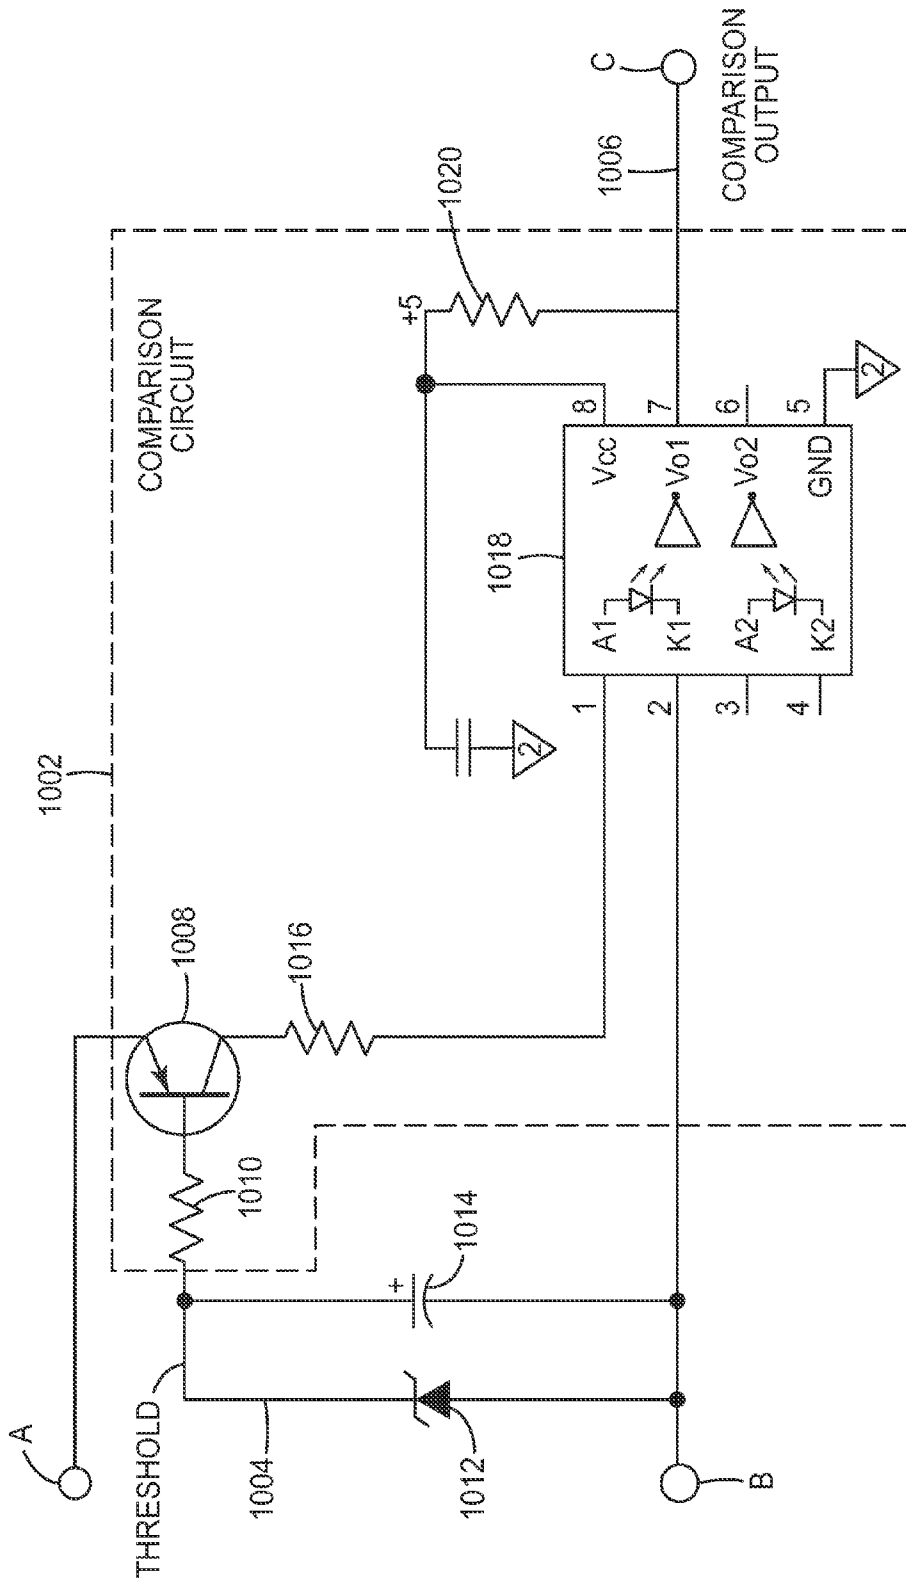 A
THRESHOLD
1004
1012
B
+
1014
1010
1008
1016
1002
COMPARISON
CIRCUIT
2
+5
1020
1018
1
2
3
4
A1
K1
A2
K2
Vcc
Vo1
Vo2
GND
8
7
6
5
2
1006
C
COMPARISON
OUTPUT